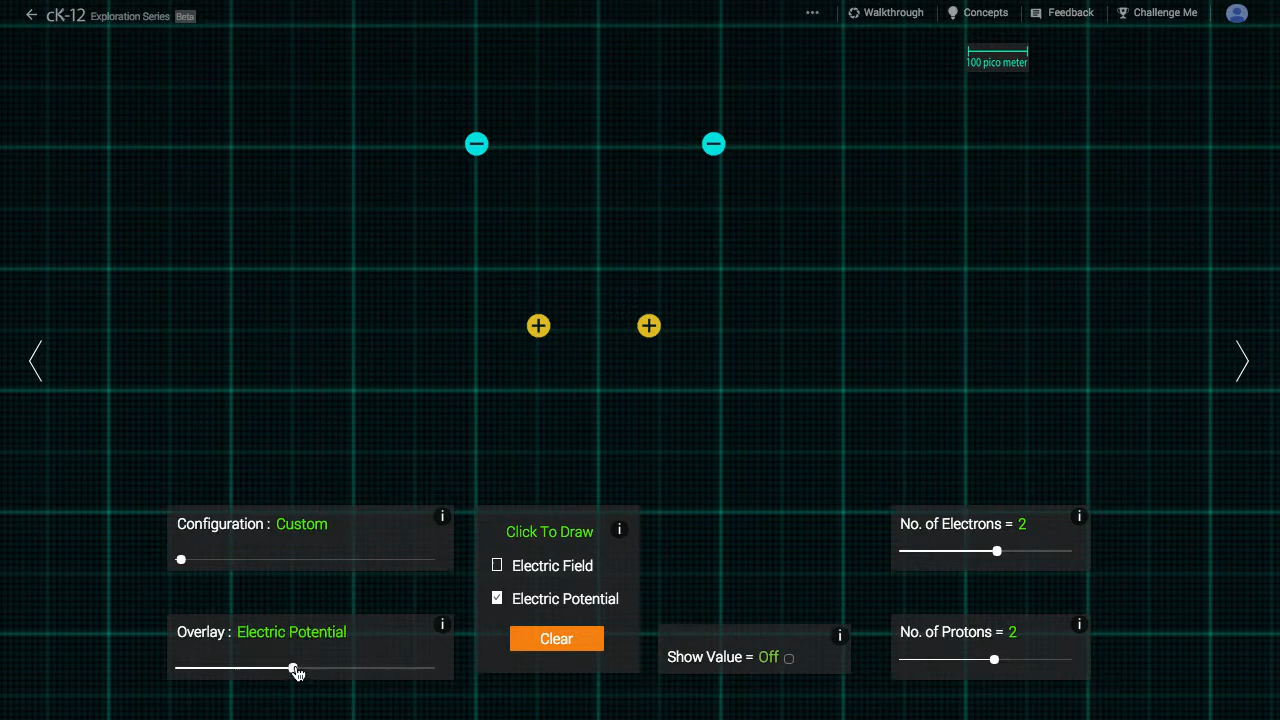 cK-12 Exploration Series Beta
••• Walkthrough Concepts Feedback Challenge Me
100 pico meter
Configuration : Custom
Click To Draw
Electric Field
Electric Potential
Clear
Overlay : Electric Potential
Show Value = Off
No. of Electrons = 2
No. of Protons = 2